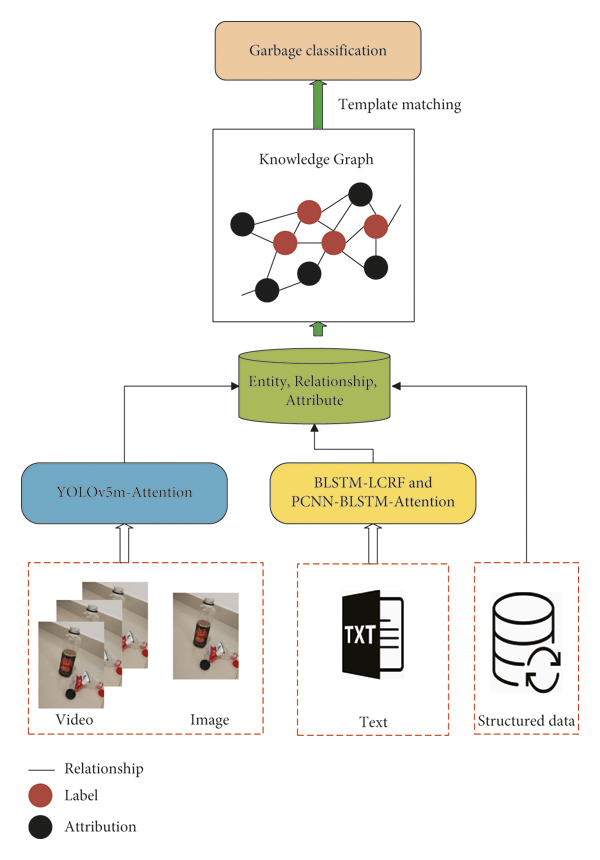 Garbage classification
Template matching
Knowledge Graph
Entity, Relationship,
Attribute
YOLOv5m-Attention
BLSTM-LCRF and
PCNN-BLSTM-Attention
TXT
Video
Image
Text
Structured data
Relationship
Label
Attribution